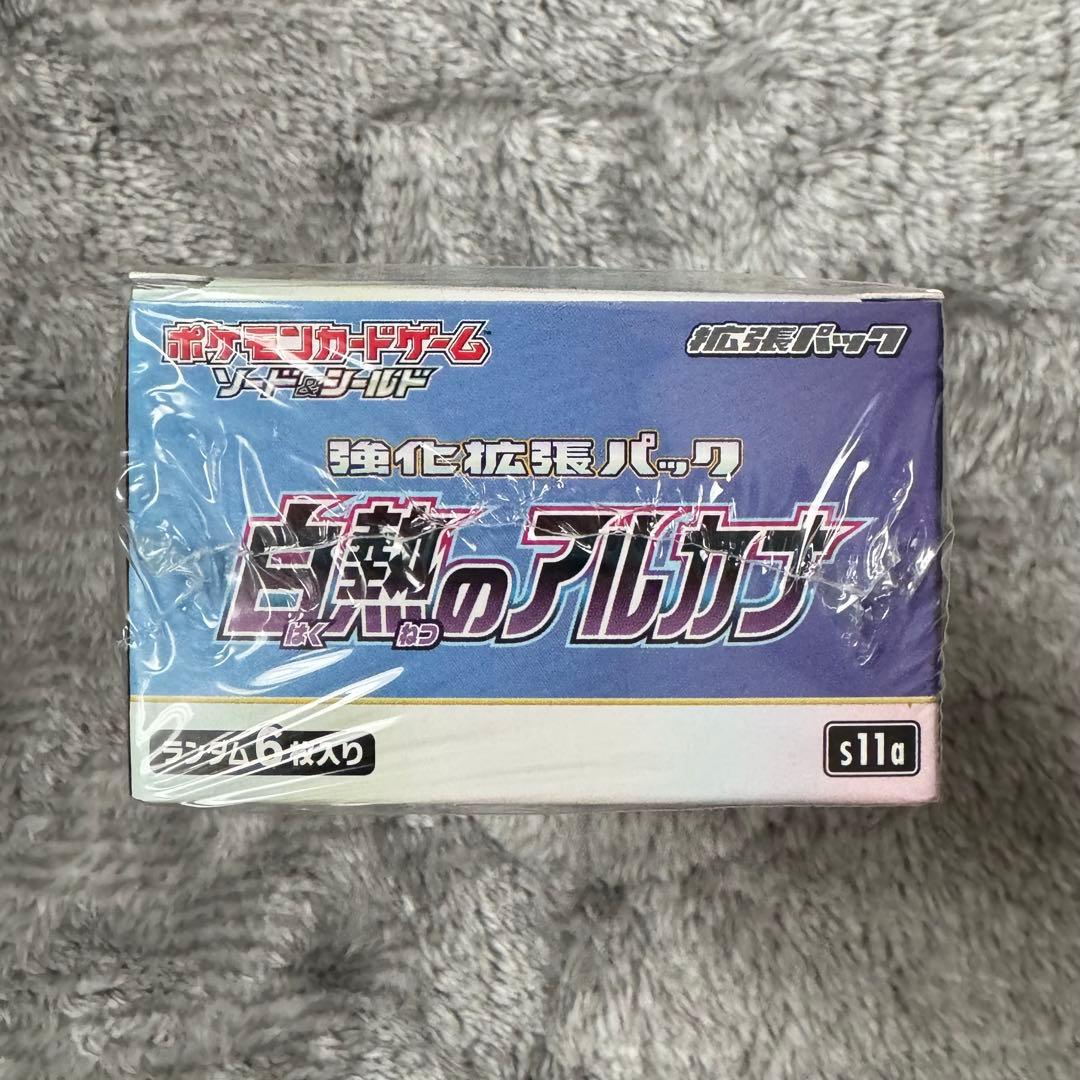 ポケモンカードゲーム
ソード&シールド
拡張パック
強化拡張パック
白熱のアルカナ
はく ねつ
ランダム6枚入り
s11a